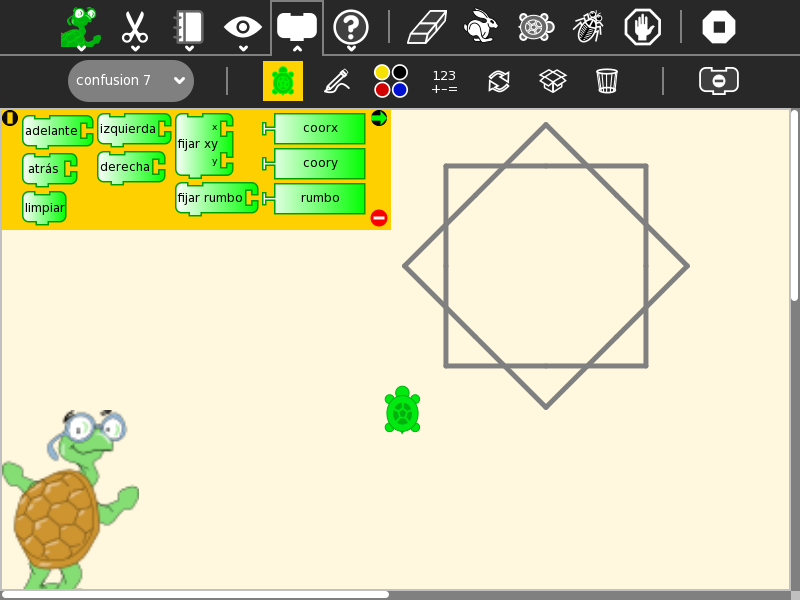 confusion 7
123
+-=
adelante
izquierda
fijar xy
x
y
coorx
atrás
derecha
coory
limpiar
fijar rumbo
rumbo